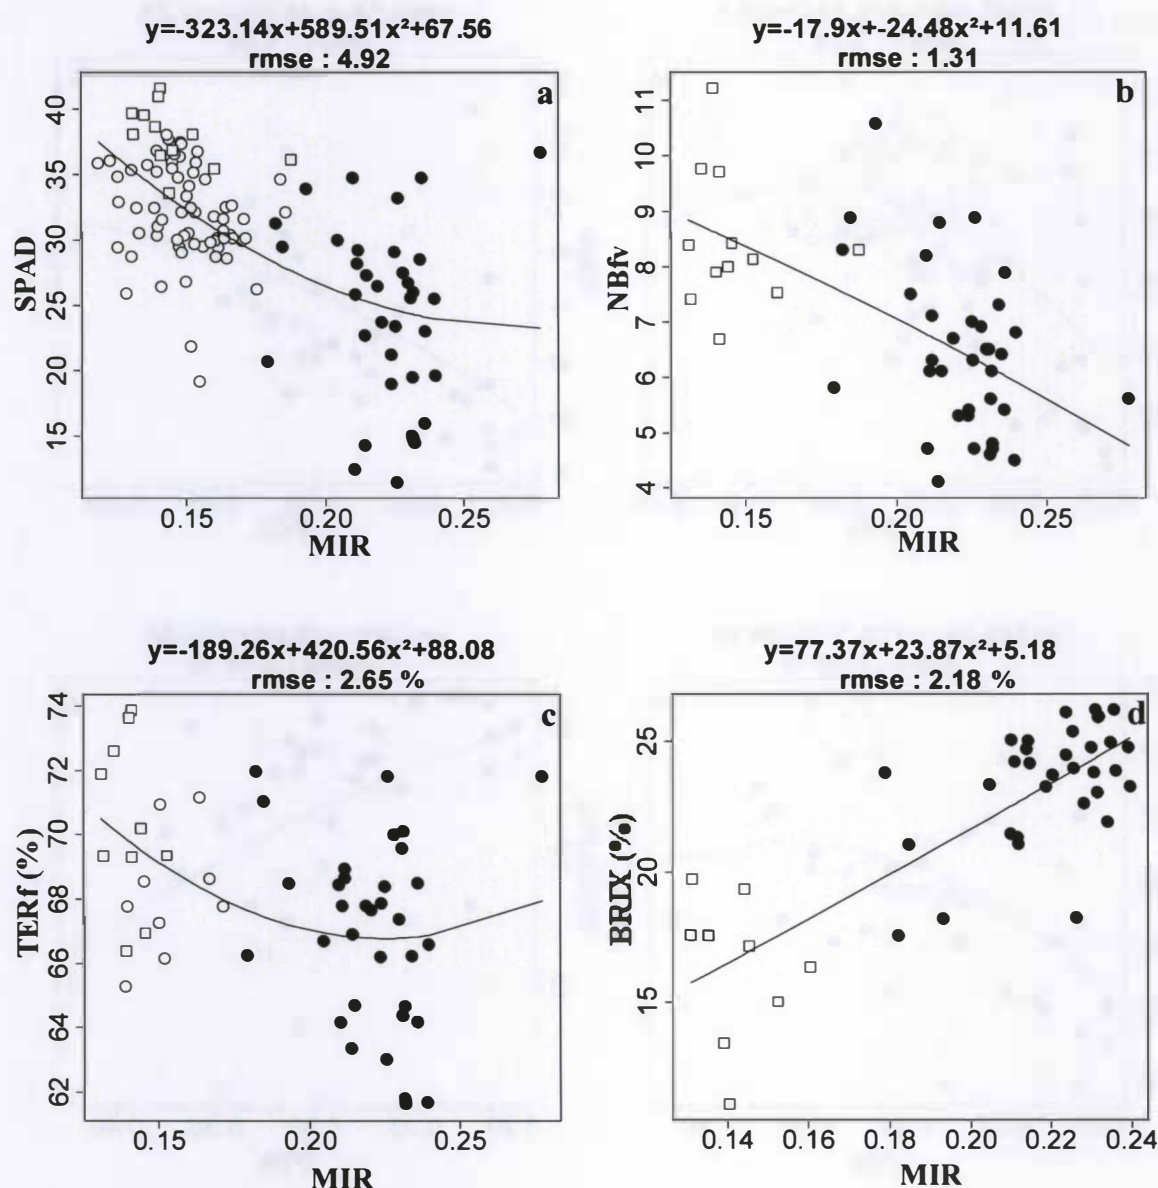 y=-323.14x+589.51x²+67.56
rmse : 4.92
a
40
35
30
25
20
15
SPAD
0.15
0.20
0.25
MIR
y=-17.9x+-24.48x²+11.61
rmse : 1.31
b
11
10
9
8
7
6
5
4
NBfv
0.15
0.20
0.25
MIR
y=-189.26x+420.56x²+88.08
rmse : 2.65 %
c
74
72
70
68
66
64
62
TERf (%)
0.15
0.20
0.25
MIR
y=77.37x+23.87x²+5.18
rmse : 2.18 %
d
25
20
15
BRIX (%)
0.14
0.16
0.18
0.20
0.22
0.24
MIR